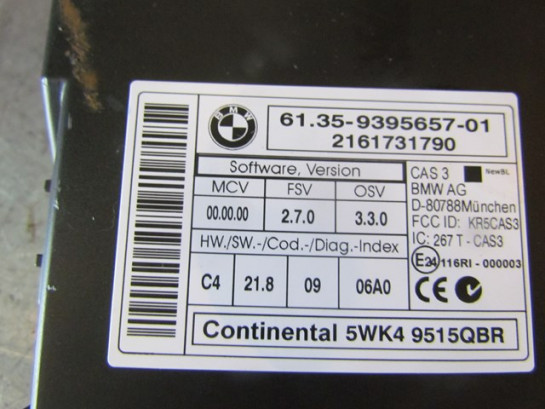 BMW
61.35-9395657-01
2161731790
Software, Version
MCV FSV OSV
00.00.00 2.7.0 3.3.0
HW./SW.-/Cod.-/Diag.-Index
C4 21.8 09 06A0
CAS 3 NewBL
BMW AG
D-80788München
FCC ID: KR5CAS3
IC: 267 T - CAS3
E24 116RI - 000003
CE
Continental 5WK4 9515QBR